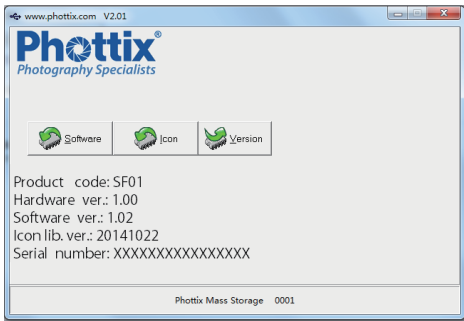 www.phottix.com V2.01
Phottix®
Photography Specialists
Software Icon Version
Product code: SF01
Hardware ver.: 1.00
Software ver.: 1.02
Icon lib. ver.: 20141022
Serial number: XXXXXXXXXXXXXXXX
Phottix Mass Storage 0001